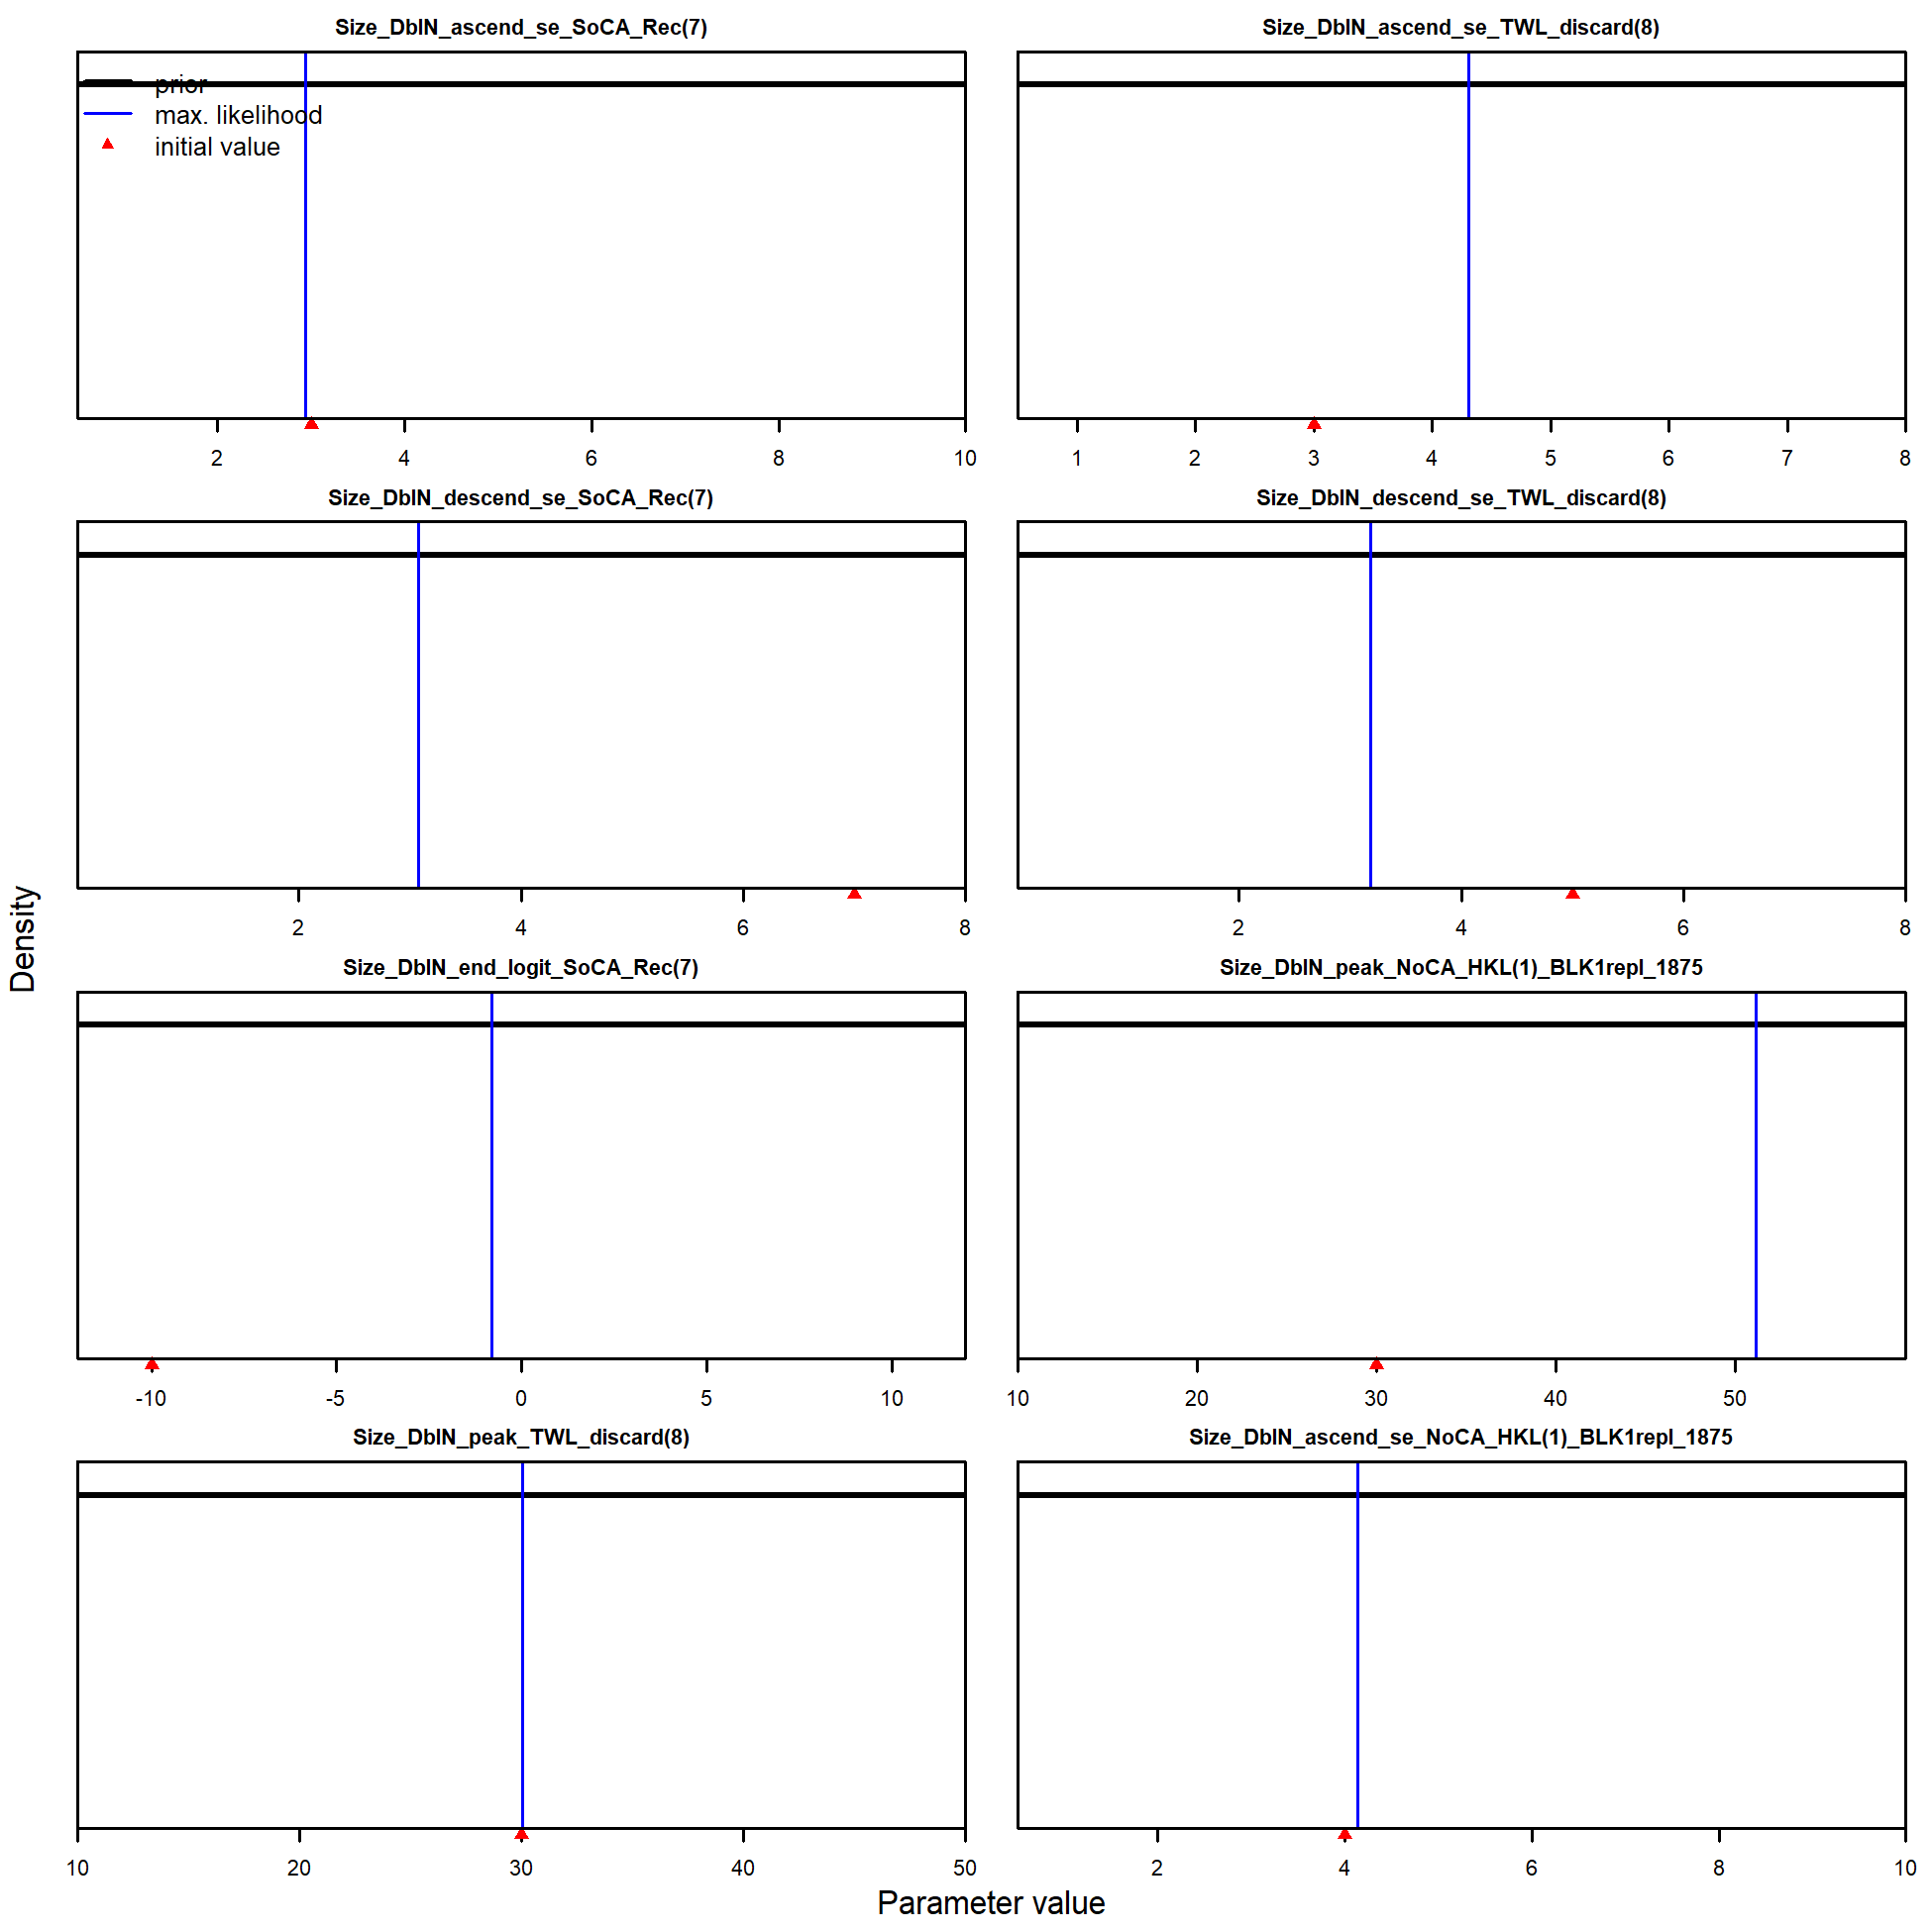 Size_DblN_ascend_se_SoCA_Rec(7)
prior
max. likelihood
initial value
2 4 6 8 10
Size_DblN_ascend_se_TWL_discard(8)
1 2 3 4 5 6 7 8
Size_DblN_descend_se_SoCA_Rec(7)
2 4 6 8
Size_DblN_descend_se_TWL_discard(8)
2 4 6 8
Size_DblN_end_logit_SoCA_Rec(7)
-10 -5 0 5 10
Size_DblN_peak_NoCA_HKL(1)_BLK1repl_1875
10 20 30 40 50
Size_DblN_peak_TWL_discard(8)
10 20 30 40 50
Size_DblN_ascend_se_NoCA_HKL(1)_BLK1repl_1875
2 4 6 8 10
Density
Parameter value